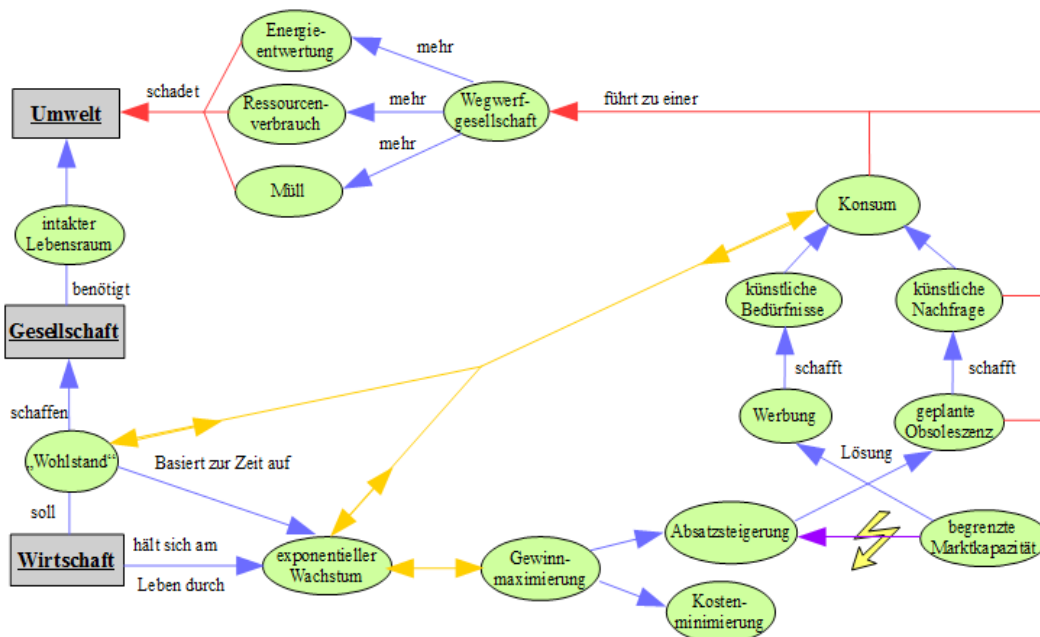 Energie-
entwertung
mehr
schadet
Umwelt
Ressourcen-
verbrauch
mehr
Wegwerf-
gesellschaft
führt zu einer
mehr
Müll
Konsum
intakter
Lebensraum
benötigt
künstliche
Bedürfnisse
künstliche
Nachfrage
Gesellschaft
schafft
schafft
schaffen
Werbung
geplante
Obsoleszenz
„Wohlstand“
Basiert zur Zeit auf
Lösung
soll
Absatzsteigerung
begrenzte
Marktkapazität
Wirtschaft
hält sich am
Leben durch
exponentieller
Wachstum
Gewinn-
maximierung
Kosten-
minimierung